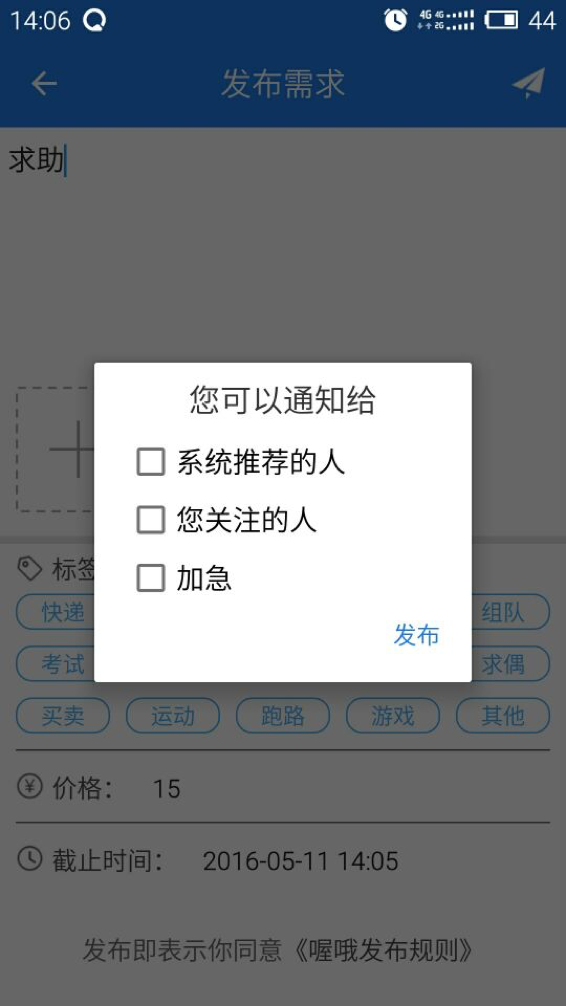 14:06 4G 4G 2G 44
发布需求
求助
您可以通知给
系统推荐的人
您关注的人
加急
发布
标签
快递 组队
考试 求偶
买卖 运动 跑路 游戏 其他
¥ 价格： 15
截止时间： 2016-05-11 14:05
发布即表示你同意《喔哦发布规则》